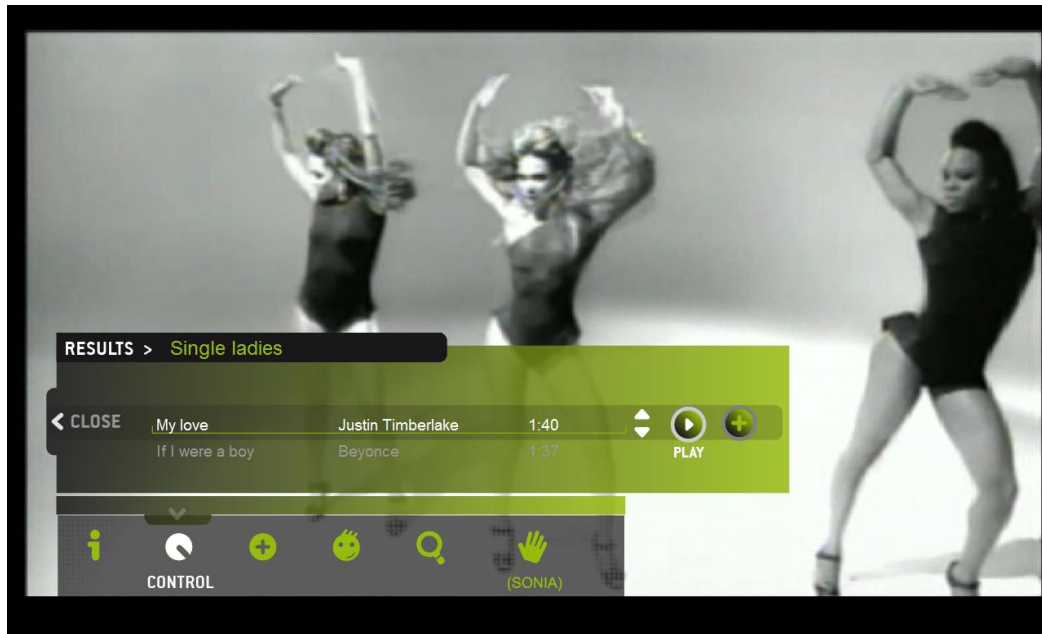 RESULTS > Single ladies
< CLOSE
My love Justin Timberlake 1:40
If I were a boy Beyonce 1:37
PLAY
CONTROL
(SONIA)